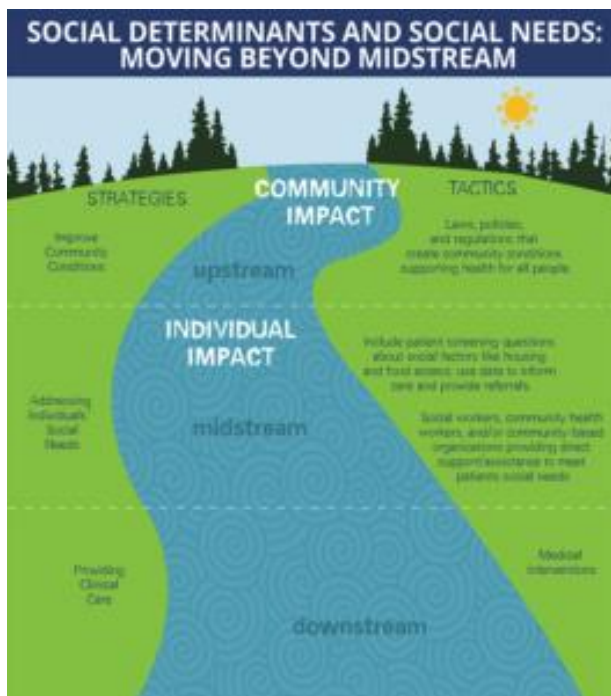 SOCIAL DETERMINANTS AND SOCIAL NEEDS:
MOVING BEYOND MIDSTREAM
STRATEGIES
COMMUNITY
IMPACT
TACTICS
Improve
Community
Conditions
Laws, policies,
and regulations that
create community conditions
supporting health for all people.
upstream
INDIVIDUAL
IMPACT
Include patient screening questions
about social factors like housing
and food access; use data to inform
care and provide referrals.
Addressing
Individuals'
Social
Needs
midstream
Social workers, community health
workers, and/or community-based
organizations providing direct
support/assistance to meet
patients social needs
Providing
Clinical
Care
Medical
Interventions
downstream